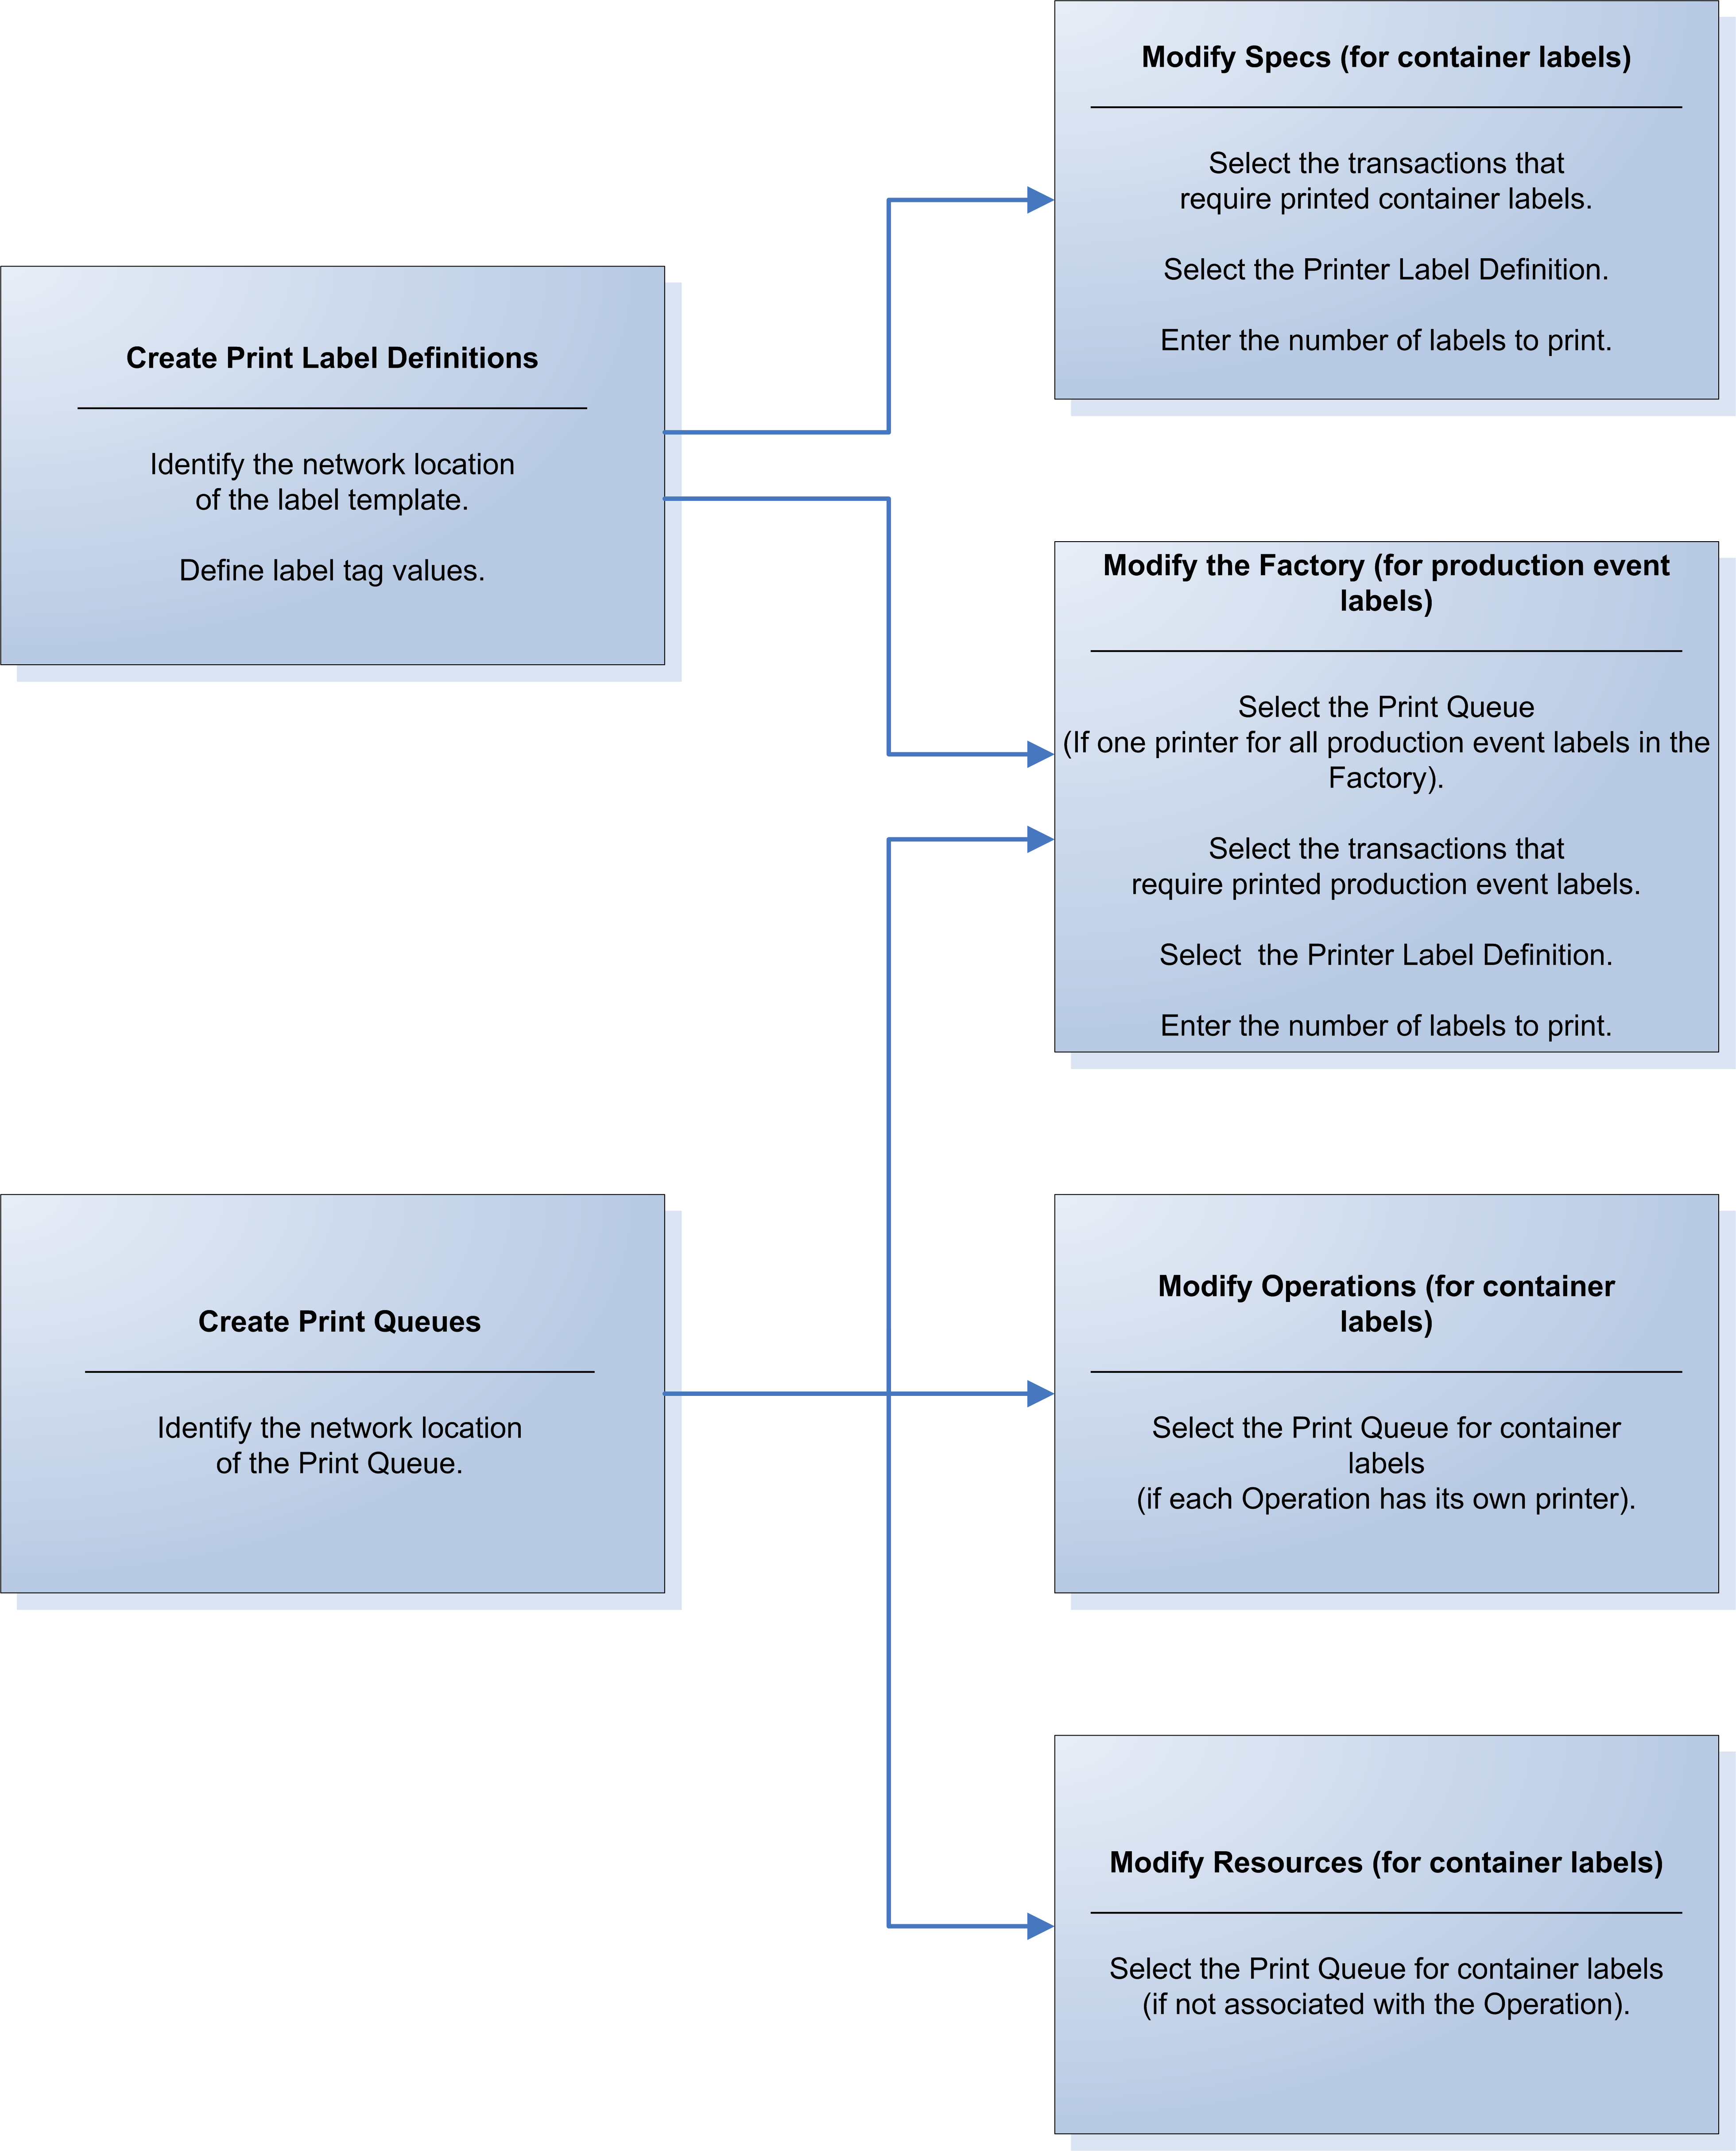 Modify Specs (for container labels)
Select the transactions that
require printed container labels.
Select the Printer Label Definition.
Enter the number of labels to print.
Create Print Label Definitions
Identify the network location
of the label template.
Define label tag values.
Modify the Factory (for production event
labels)
Select the Print Queue
(If one printer for all production event labels in the
Factory).
Select the transactions that
require printed production event labels.
Select  the Printer Label Definition.
Enter the number of labels to print.
Create Print Queues
Identify the network location
of the Print Queue.
Modify Operations (for container
labels)
Select the Print Queue for container
labels
(if each Operation has its own printer).
Modify Resources (for container labels)
Select the Print Queue for container labels
(if not associated with the Operation).